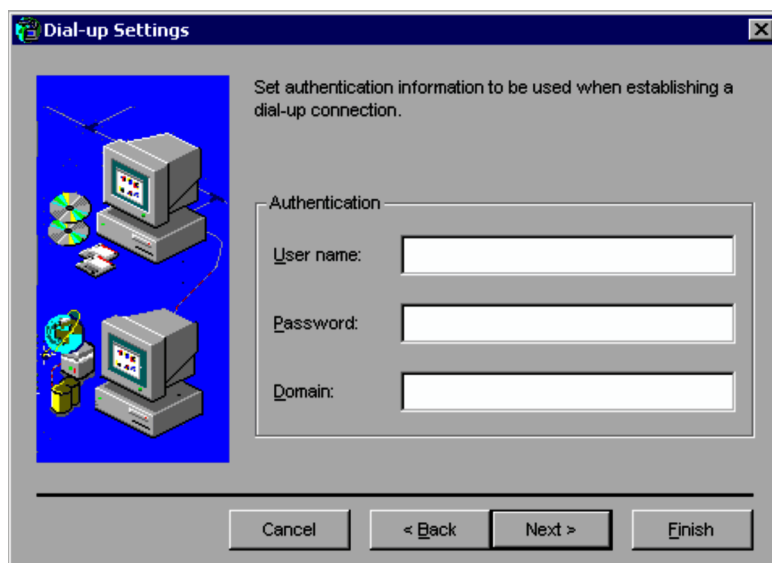 Dial-up Settings
Set authentication information to be used when establishing a
dial-up connection.
Authentication
User name:
Password:
Domain:
Cancel
< Back
Next >
Finish